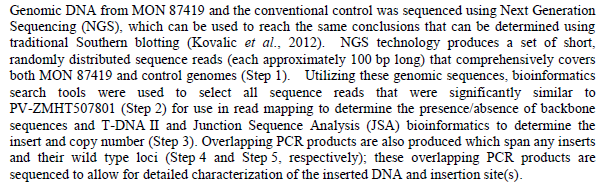 Genomic DNA from MON 87419 and the conventional control was sequenced using Next Generation
Sequencing (NGS), which can be used to reach the same conclusions that can be determined using
traditional Southern blotting (Kovalic et al., 2012). NGS technology produces a set of short,
randomly distributed sequence reads (each approximately 100 bp long) that comprehensively covers
both MON 87419 and control genomes (Step 1). Utilizing these genomic sequences, bioinformatics
search tools were used to select all sequence reads that were significantly similar to
PV-ZMHT507801 (Step 2) for use in read mapping to determine the presence/absence of backbone
sequences and T-DNA II and Junction Sequence Analysis (JSA) bioinformatics to determine the
insert and copy number (Step 3). Overlapping PCR products are also produced which span any inserts
and their wild type loci (Step 4 and Step 5, respectively); these overlapping PCR products are
sequenced to allow for detailed characterization of the inserted DNA and insertion site(s).